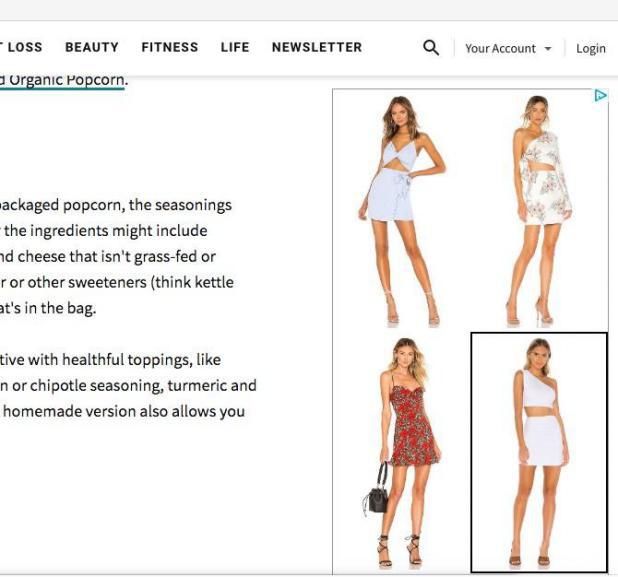 T LOSS BEAUTY FITNESS LIFE NEWSLETTER Your Account Login
d Organic Popcorn.
packaged popcorn, the seasonings
the ingredients might include
nd cheese that isn't grass-fed or
r or other sweeteners (think kettle
at's in the bag.
tive with healthful toppings, like
n or chipotle seasoning, turmeric and
homemade version also allows you